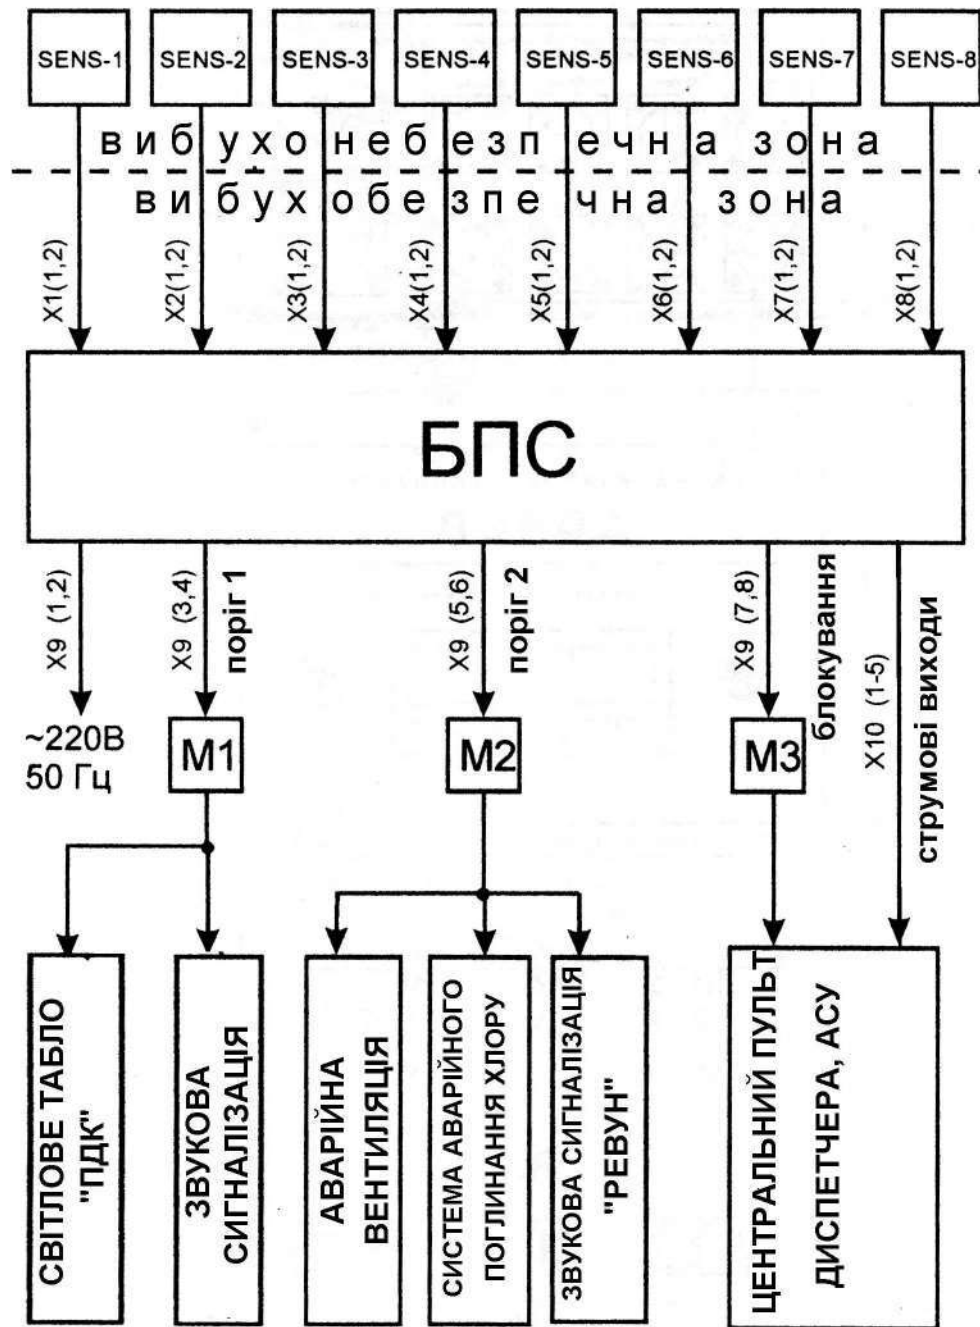 SENS-1
SENS-2
SENS-3
SENS-4
SENS-5
SENS-6
SENS-7
SENS-8
вибухонебезпечна зона
вибухобезпечна зона
X1(1,2)
X2(1,2)
X3(1,2)
X4(1,2)
X5(1,2)
X6(1,2)
X7(1,2)
X8(1,2)
БПС
X9 (1,2)
X9 (3,4)
поріг 1
X9 (5,6)
поріг 2
X9 (7,8)
блокування
X10 (1-5)
струмові виходи
~220В
50 Гц
М1
М2
М3
СВІТЛОВЕ ТАБЛО
"ПДК"
ЗВУКОВА
СИГНАЛІЗАЦІЯ
АВАРІЙНА
ВЕНТИЛЯЦІЯ
СИСТЕМА АВАРІЙНОГО
ПОГЛИНАННЯ ХЛОРУ
ЗВУКОВА СИГНАЛІЗАЦІЯ
"РЕВУН"
ЦЕНТРАЛЬНИЙ ПУЛЬТ
ДИСПЕТЧЕРА, АСУ